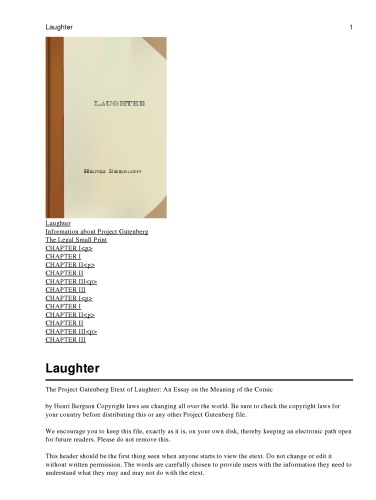 Laughter 1
LAUGHTER
HENRI BERGSON
Laughter
Information about Project Gutenberg
The Legal Small Print
CHAPTER I<p>
CHAPTER I
CHAPTER II<p>
CHAPTER II
CHAPTER III<p>
CHAPTER III
CHAPTER I<p>
CHAPTER I
CHAPTER II<p>
CHAPTER II
CHAPTER III<p>
CHAPTER III
Laughter
The Project Gutenberg Etext of Laughter: An Essay on the Meaning of the Comic
by Henri Bergson Copyright laws are changing all over the world. Be sure to check the copyright laws for
your country before distributing this or any other Project Gutenberg file.
We encourage you to keep this file, exactly as it is, on your own disk, thereby keeping an electronic path open
for future readers. Please do not remove this.
This header should be the first thing seen when anyone starts to view the etext. Do not change or edit it
without written permission. The words are carefully chosen to provide users with the information they need to
understand what they may and may not do with the etext.